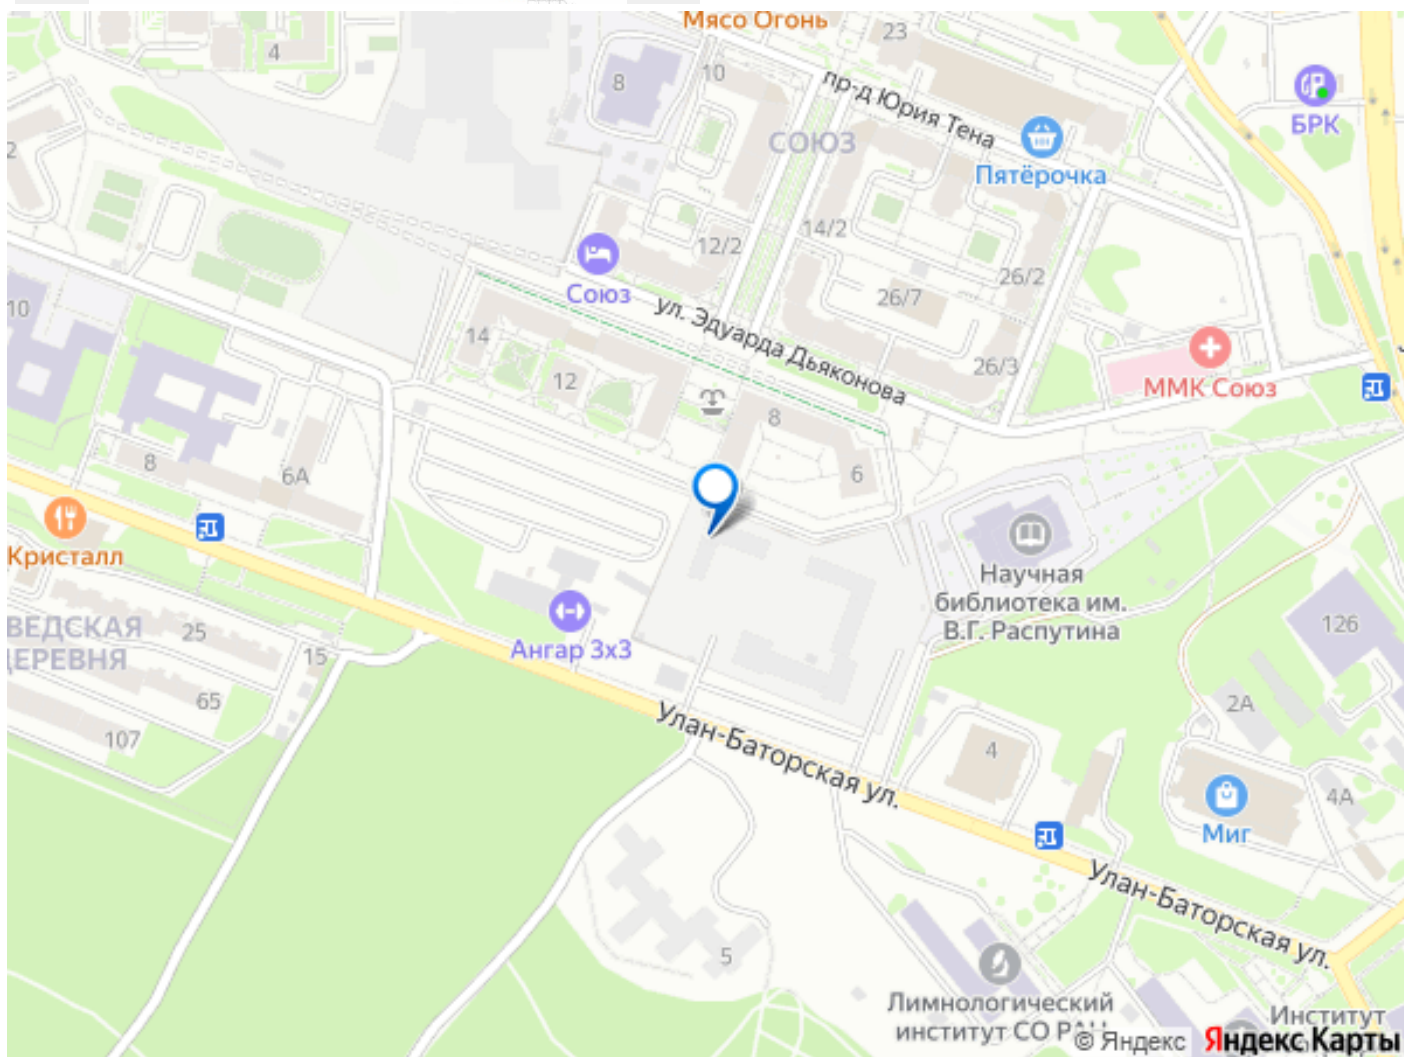 Мясо Огонь
23
4
8
10
пр-д Юрия Тена
БРК
СОЮЗ
Пятёрочка
2
14/2
12/2
26/2
Союз
26/7
10
ул. Эдуарда Дьяконова
14
26/3
12
ММК Союз
8
8
6А
6
Кристалл
Научная
библиотека им.
В.Г. Распутина
ВЕДСКАЯ
ДЕРЕВНЯ
25
15
Ангар 3х3
126
65
2А
107
Улан-Баторская ул.
4
4А
Миг
Улан-Баторская ул.
5
Лимнологический
институт СО РАН
Институт
© Яндекс
Яндекс Карты